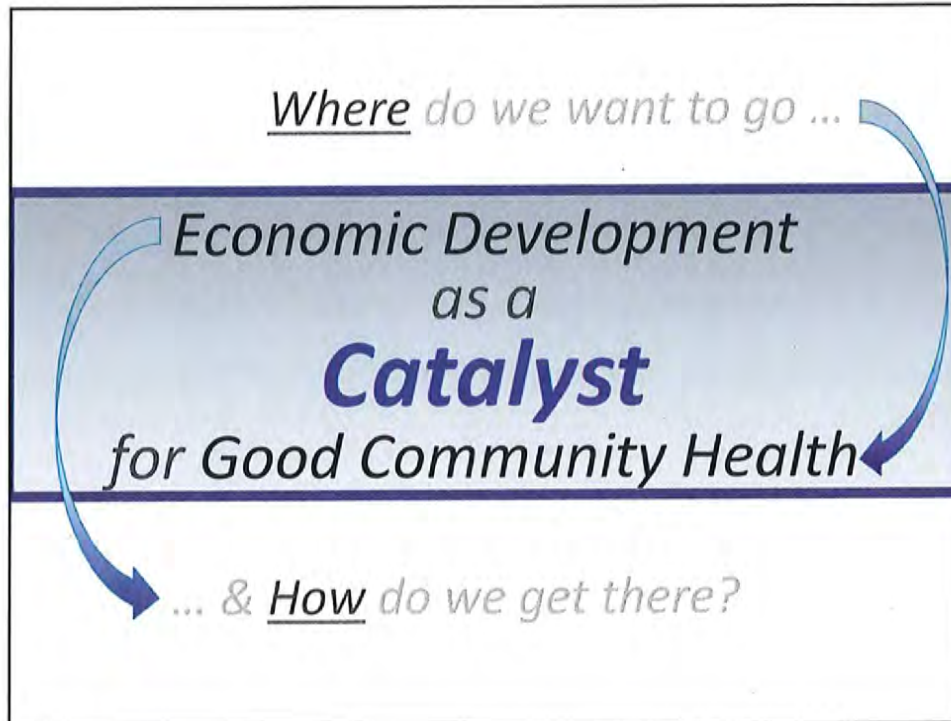 Where do we want to go ...
Economic Development
as a
Catalyst
for Good Community Health
... & How do we get there?